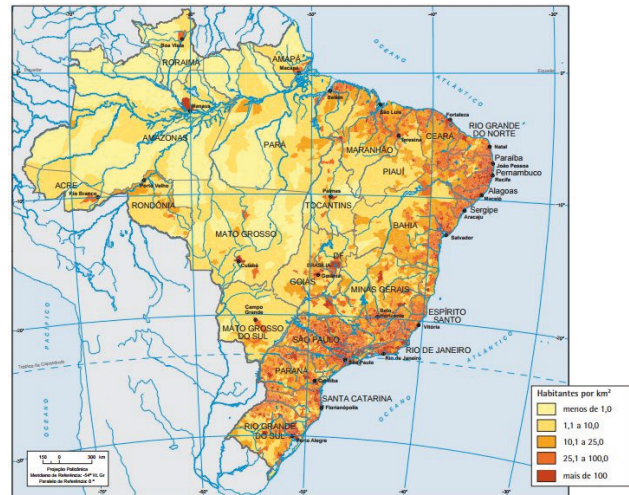 Boa Vista
RORAIMA
AMAPÁ
Macapá
OCEANO
ATLÂNTICO
Equador
Equador
0°
0°
Belém
São Luís
Manaus
Fortaleza
RIO GRANDE
DO NORTE
CEARÁ
Teresina
Natal
AMAZONAS
PARÁ
MARANHÃO
Paraíba
João Pessoa
PIAUÍ
Pernambuco
Recife
ACRE
Rio Branco
Porto Velho
Palmas
Alagoas
Maceió
RONDÔNIA
TOCANTINS
Sergipe
Aracaju
MATO GROSSO
BAHIA
Salvador
Cuiabá
DF
BRASÍLIA
Goiânia
GOIÁS
MINAS GERAIS
Campo
Grande
Belo
Horizonte
ESPÍRITO
SANTO
Vitória
MATO GROSSO
DO SUL
SÃO PAULO
RIO DE JANEIRO
Rio de Janeiro
São Paulo
PACÍFICO
OCEANO
Trópico de Capricórnio
PARANÁ
Curitiba
ATLÂNTICO
OCEANO
SANTA CATARINA
Florianópolis
RIO GRANDE
DO SUL
Porto Alegre
Habitantes por km²
menos de 1,0
1,1 a 10,0
10,1 a 25,0
25,1 a 100,0
mais de 100
150 0 300 km
Projeção Policônica
Meridiano de Referência: -54° W. Gr
Paralelo de Referência: 0°